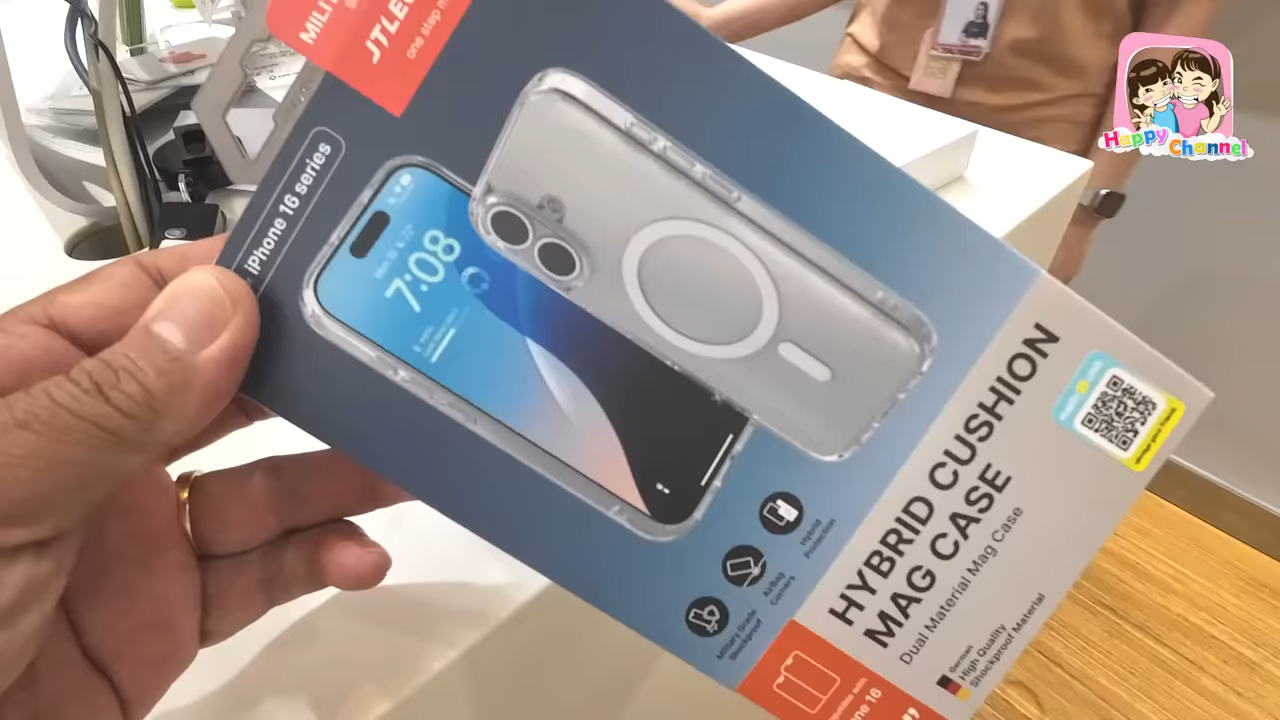 JTLEG
one step
iPhone 16 series
7:08
Hybrid
Protection
AirBag
Corners
Military Grade
Shockproof
HYBRID CUSHION
MAG CASE
Dual Material Mag Case
German
High Quality
Shockproof Material
Happy
Channel